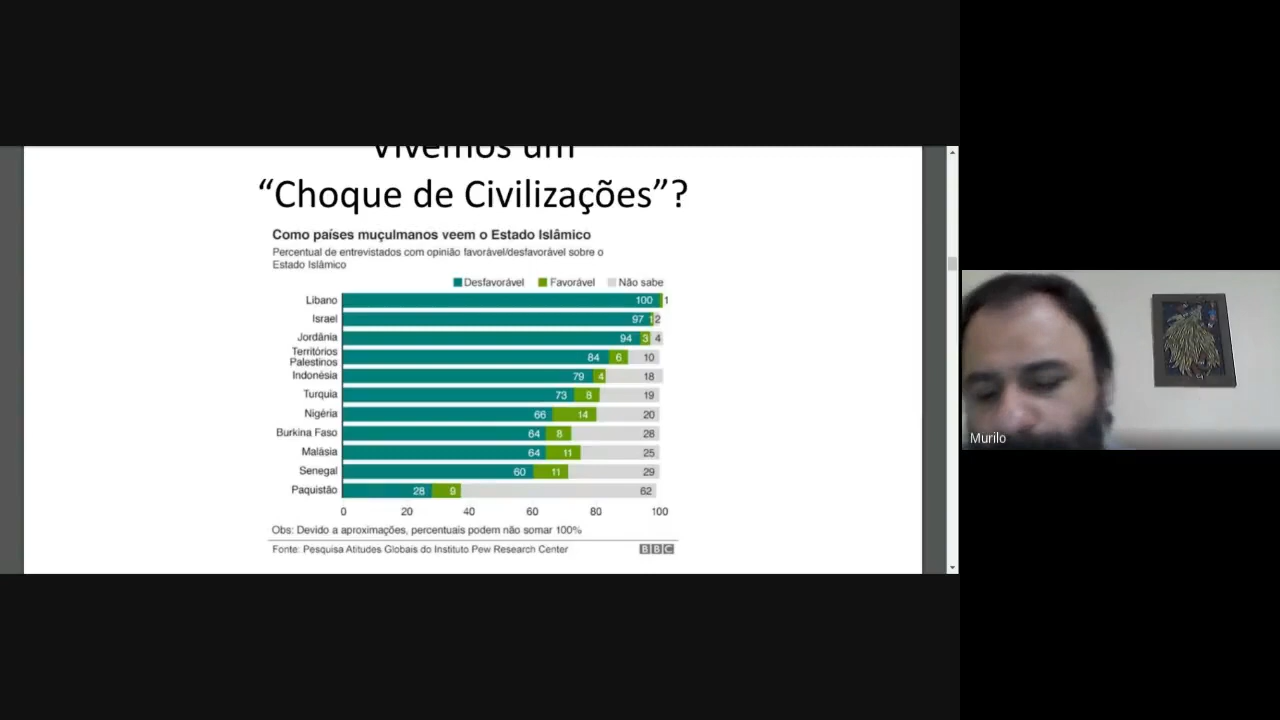 Vivemos um
“Choque de Civilizações”?
Como países muçulmanos veem o Estado Islâmico
Percentual de entrevistados com opinião favorável/desfavorável sobre o
Estado Islâmico
Desfavorável Favorável Não sabe
Líbano 100 1
Israel 97 1 2
Jordânia 94 3 4
Territórios
Palestinos 84 6 10
Indonésia 79 4 18
Turquia 73 8 19
Nigéria 66 14 20
Burkina Faso 64 8 28
Malásia 64 11 25
Senegal 60 11 29
Paquistão 28 9 62
0 20 40 60 80 100
Obs: Devido a aproximações, percentuais podem não somar 100%
Fonte: Pesquisa Atitudes Globais do Instituto Pew Research Center BBC
Murilo